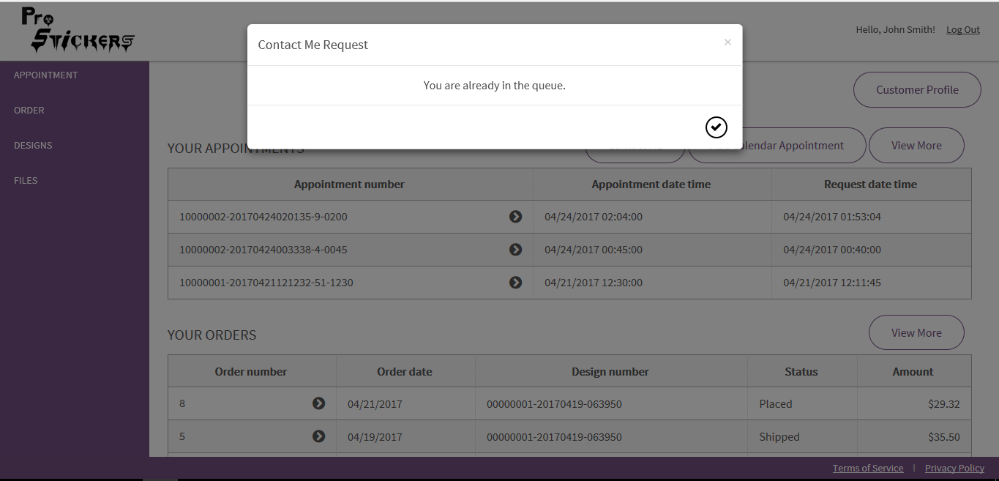 Pro
Stickers
Hello, John Smith! Log Out
Contact Me Request ×
You are already in the queue.
APPOINTMENT
ORDER
DESIGNS
FILES
Customer Profile
YOUR APPOINTMENTS
Calendar Appointment View More
Appointment number Appointment date time Request date time
10000002-20170424020135-9-0200 04/24/2017 02:04:00 04/24/2017 01:53:04
10000002-20170424003338-4-0045 04/24/2017 00:45:00 04/24/2017 00:40:00
10000001-20170421121232-51-1230 04/21/2017 12:30:00 04/21/2017 12:11:45
YOUR ORDERS View More
Order number Order date Design number Status Amount
8 04/21/2017 00000001-20170419-063950 Placed $29.32
5 04/19/2017 00000001-20170419-063950 Shipped $35.50
Terms of Service | Privacy Policy